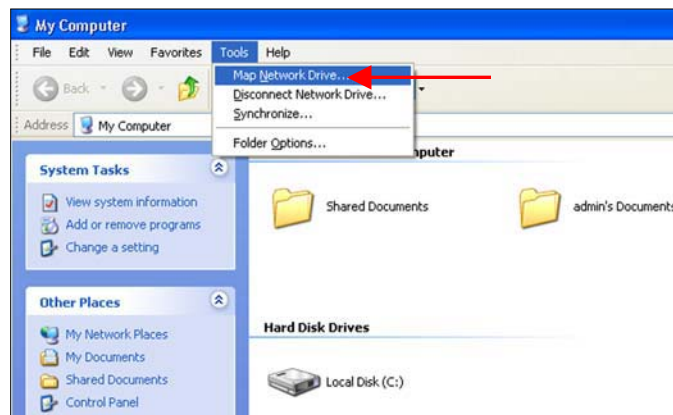 My Computer
File Edit View Favorites Tools Help
Back
Map Network Drive...
Disconnect Network Drive...
Synchronize...
Folder Options...
Address My Computer
System Tasks
View system information
Add or remove programs
Change a setting
Other Places
My Network Places
My Documents
Shared Documents
Control Panel
Shared Documents admin's Documents
Hard Disk Drives
Local Disk (C:)